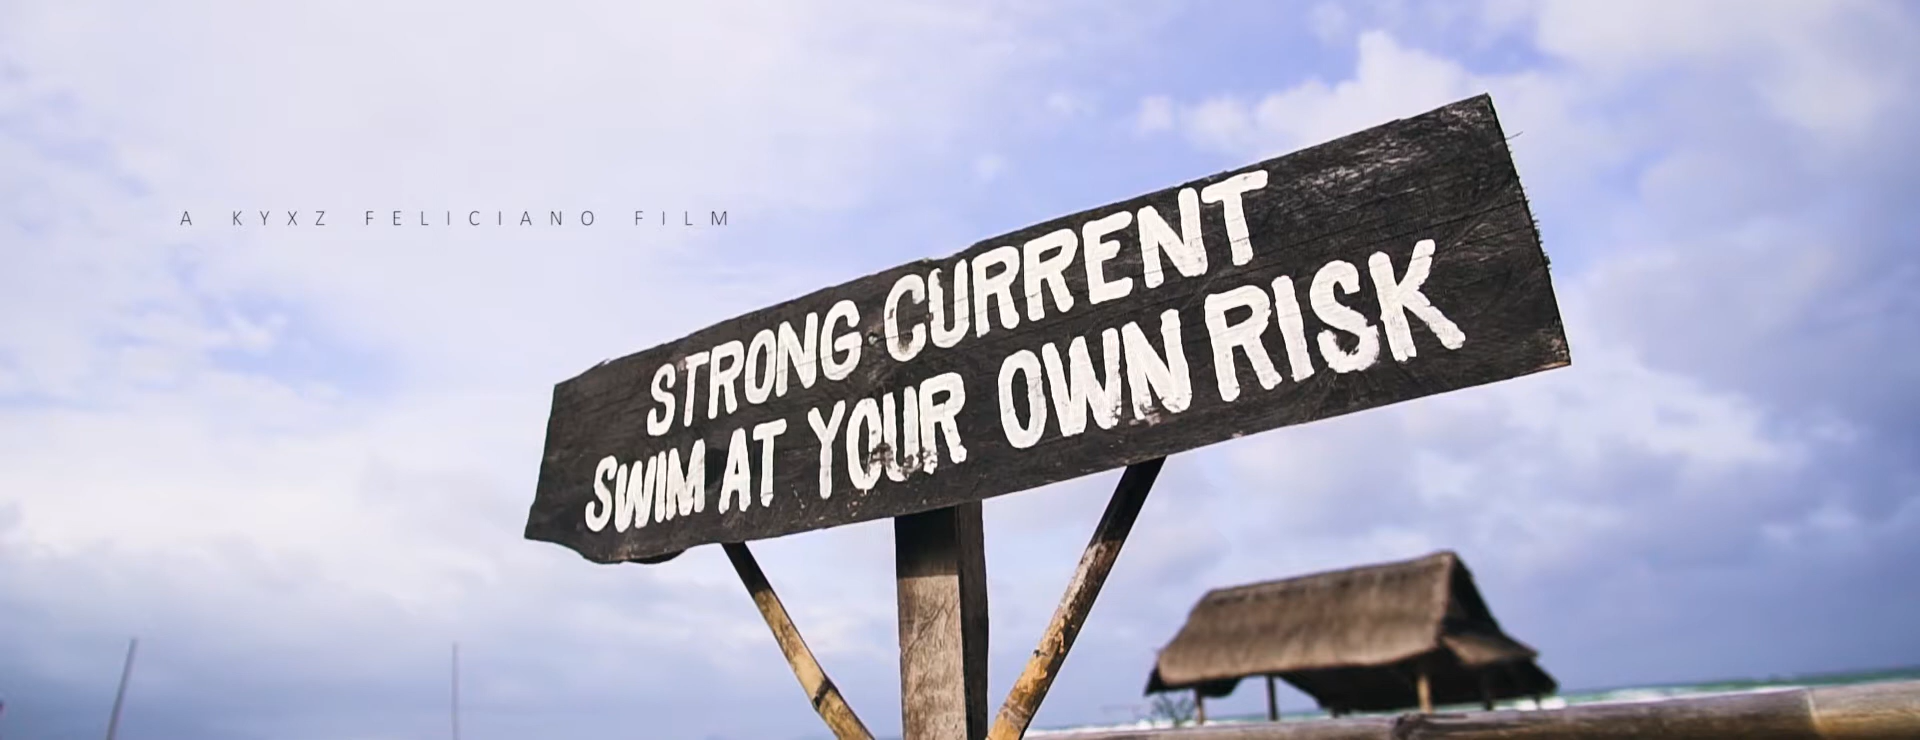 A KYXZ FELICIANO FILM
STRONG CURRENT
SWIM AT YOUR OWN RISK